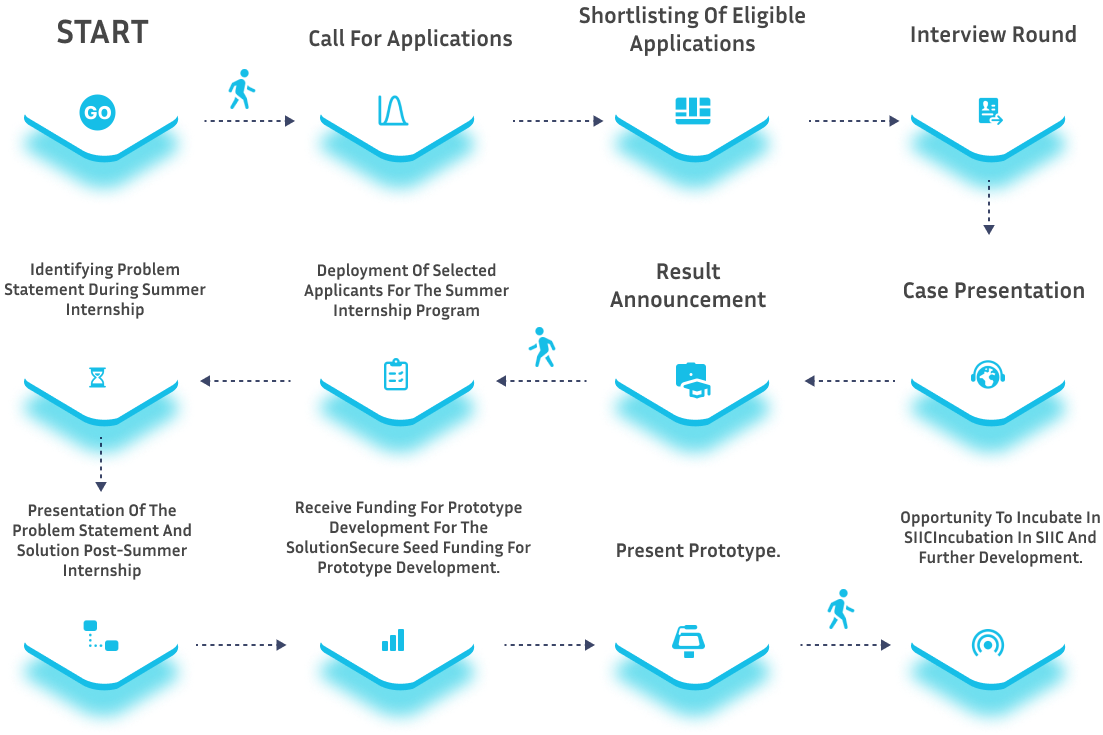 START
GO
Call For Applications
Shortlisting Of Eligible
Applications
Interview Round
Case Presentation
Result
Announcement
Deployment Of Selected
Applicants For The Summer
Internship Program
Identifying Problem
Statement During Summer
Internship
Presentation Of The
Problem Statement And
Solution Post-Summer
Internship
Receive Funding For Prototype
Development For The
SolutionSecure Seed Funding For
Prototype Development.
Present Prototype.
Opportunity To Incubate In
SIICIncubation In SIIC And
Further Development.